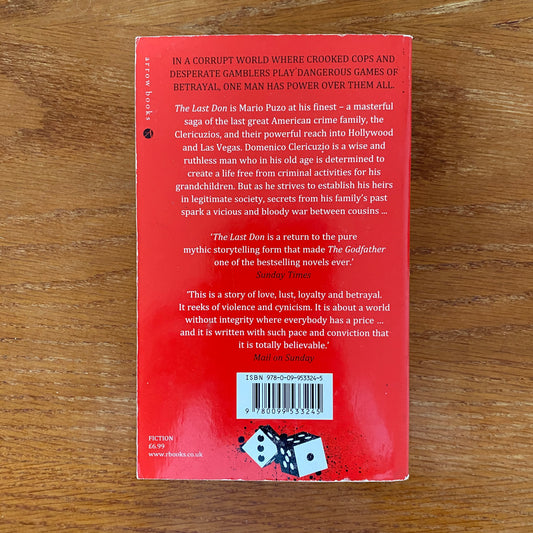 arrow books
IN A CORRUPT WORLD WHERE CROOKED COPS AND
DESPERATE GAMBLERS PLAY DANGEROUS GAMES OF
BETRAYAL, ONE MAN HAS POWER OVER THEM ALL.
The Last Don is Mario Puzo at his finest – a masterful
saga of the last great American crime family, the
Clericuzios, and their powerful reach into Hollywood
and Las Vegas. Domenico Clericuzio is a wise and
ruthless man who in his old age is determined to
create a life free from criminal activities for his
grandchildren. But as he strives to establish his heirs
in legitimate society, secrets from his family's past
spark a vicious and bloody war between cousins ...
'The Last Don is a return to the pure
mythic storytelling form that made The Godfather
one of the bestselling novels ever.'
Sunday Times
'This is a story of love, lust, loyalty and betrayal.
It reeks of violence and cynicism. It is about a world
without integrity where everybody has a price ...
and it is written with such pace and conviction that
it is totally believable.'
Mail on Sunday
ISBN 978-0-09-953324-5
9 780099 533245
FICTION
£6.99
www.rbooks.co.uk